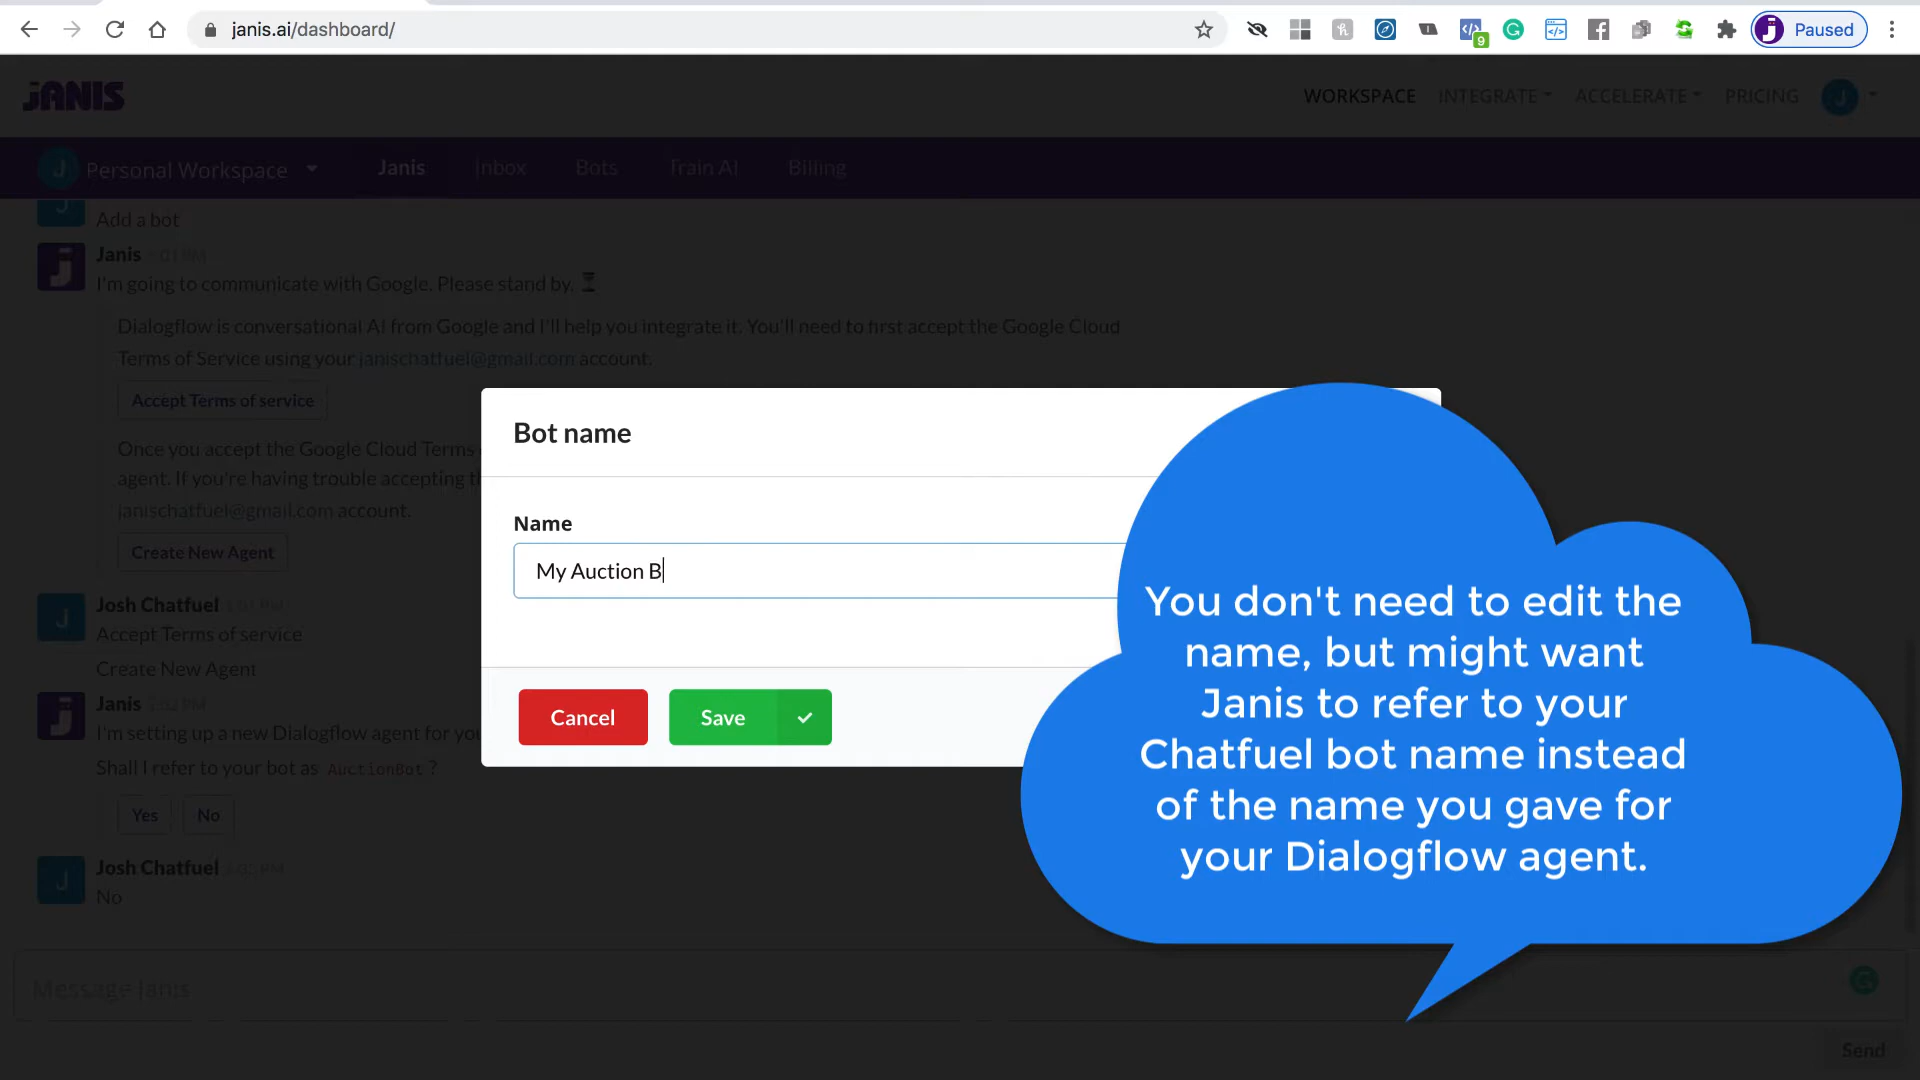 janis.ai/dashboard/
9
Paused
JANIS
WORKSPACE
INTEGRATE
ACCELERATE
PRICING
J
J
Personal Workspace
Janis
Inbox
Bots
Train AI
Billing
Add a bot
Janis
I'm going to communicate with Google. Please stand by.
Dialogflow is conversational AI from Google and I'll help you integrate it. You'll need to first accept the Google Cloud
Terms of Service using your janischatfuel@gmail.com account.
Accept Terms of service
Once you accept the Google Cloud Terms
agent. If you're having trouble accepting
janischatfuel@gmail.com account.
Create New Agent
Josh Chatfuel
Accept Terms of service
Create New Agent
Janis
I'm setting up a new Dialogflow agent for you
Shall I refer to your bot as AuctionBot ?
Yes
No
Josh Chatfuel
No
Message Janis
Send
Bot name
Name
My Auction B
Cancel
Save
You don't need to edit the
name, but might want
Janis to refer to your
Chatfuel bot name instead
of the name you gave for
your Dialogflow agent.